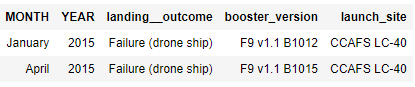 MONTH YEAR landing__outcome booster_version launch_site
January 2015 Failure (drone ship) F9 v1.1 B1012 CCAFS LC-40
April 2015 Failure (drone ship) F9 v1.1 B1015 CCAFS LC-40